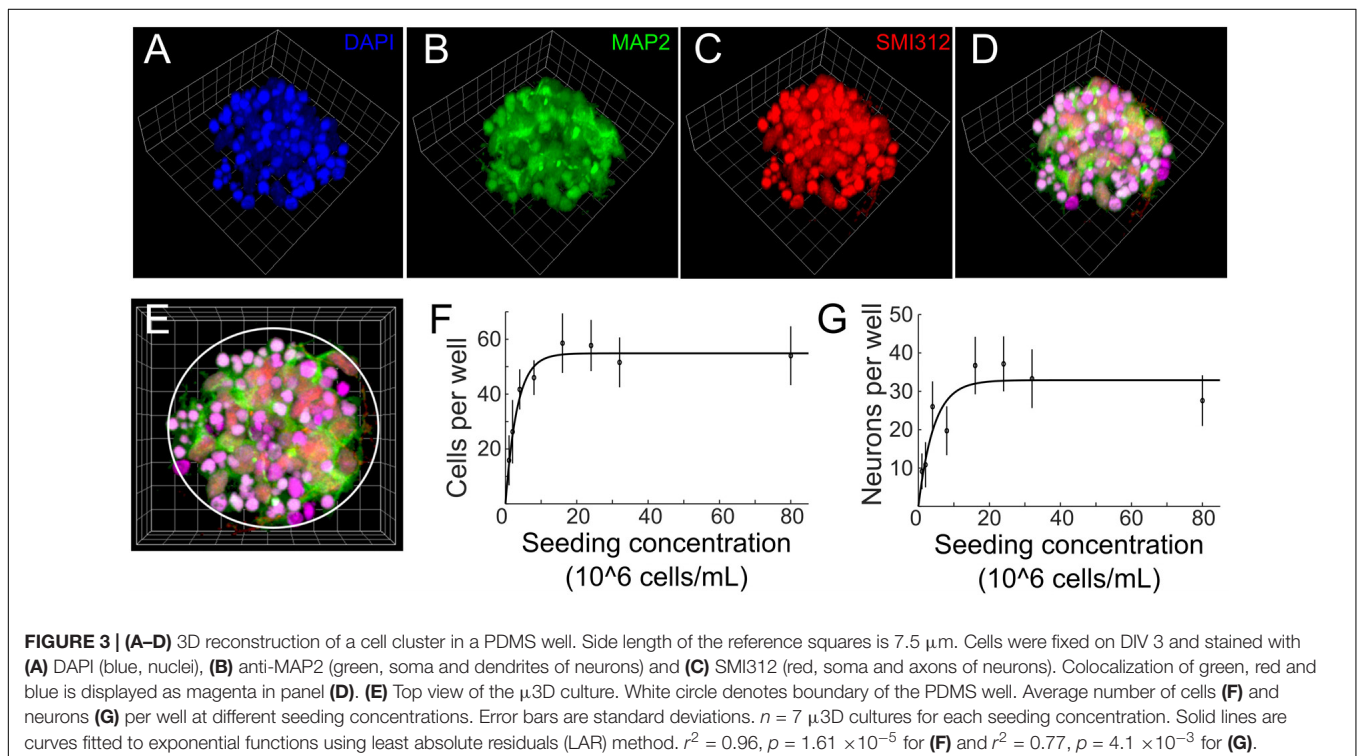 A
DAPI
B
MAP2
C
SMI312
D
E
F
Cells per well
60
40
20
0 20 40 60 80
Seeding concentration
(10^6 cells/mL)
G
Neurons per well
50
40
30
20
10
0 20 40 60 80
Seeding concentration
(10^6 cells/mL)
FIGURE 3 | (A–D) 3D reconstruction of a cell cluster in a PDMS well. Side length of the reference squares is 7.5 μm. Cells were fixed on DIV 3 and stained with
(A) DAPI (blue, nuclei), (B) anti-MAP2 (green, soma and dendrites of neurons) and (C) SMI312 (red, soma and axons of neurons). Colocalization of green, red and
blue is displayed as magenta in panel (D). (E) Top view of the μ3D culture. White circle denotes boundary of the PDMS well. Average number of cells (F) and
neurons (G) per well at different seeding concentrations. Error bars are standard deviations. n = 7 μ3D cultures for each seeding concentration. Solid lines are
curves fitted to exponential functions using least absolute residuals (LAR) method. r² = 0.96, p = 1.61 ×10⁻⁵ for (F) and r² = 0.77, p = 4.1 ×10⁻³ for (G).